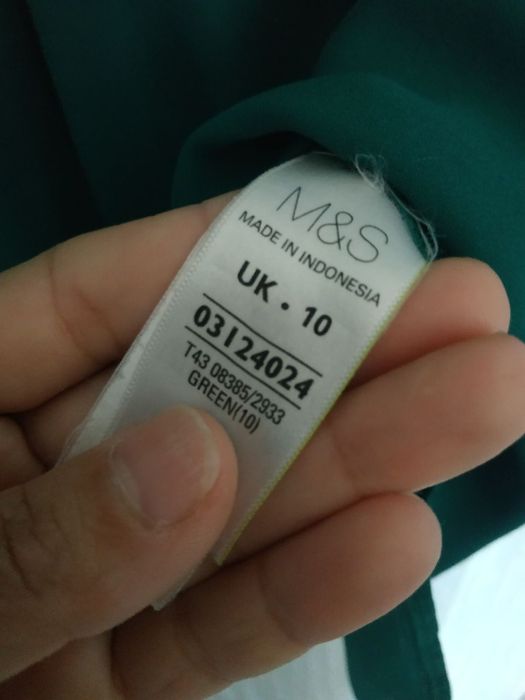 M&S
MADE IN INDONESIA
UK . 10
03124024
T43 08385/2933
GREEN(10)